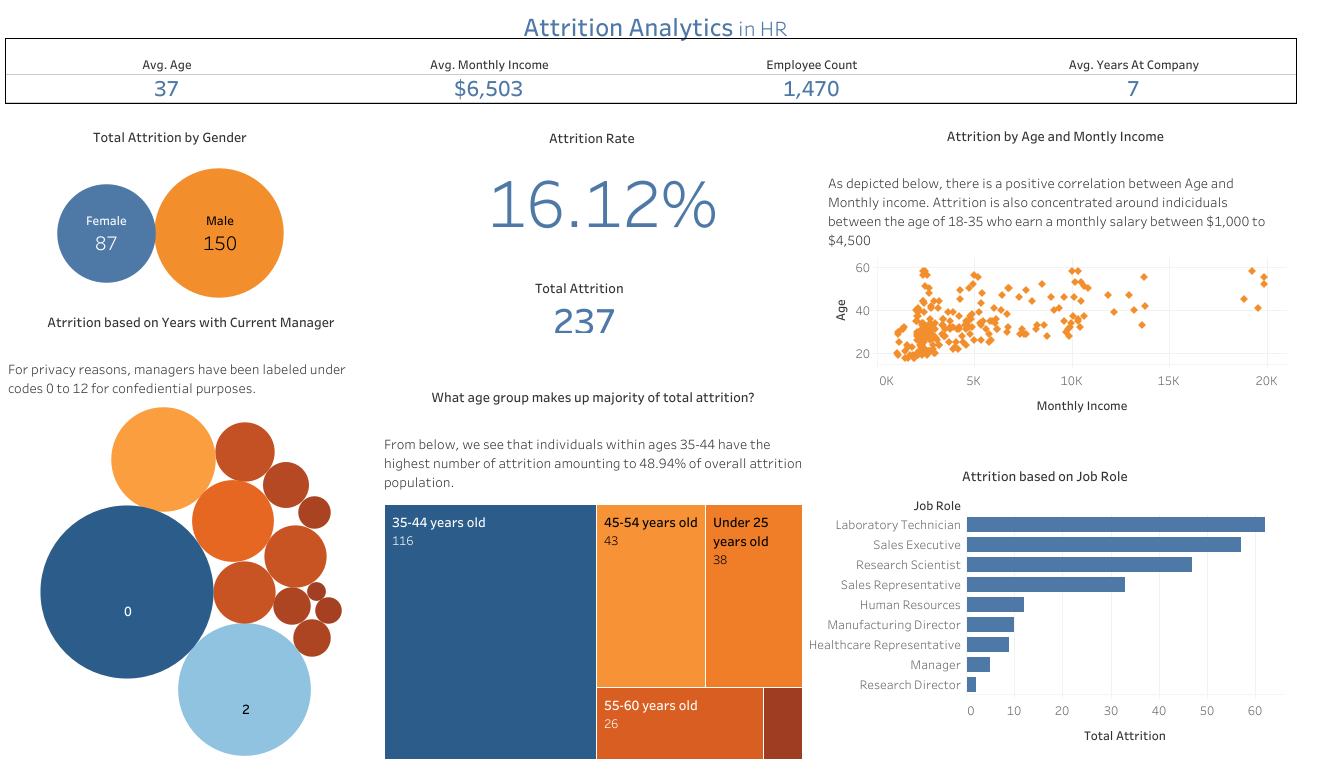 Attrition Analytics in HR
Avg. Age
Avg. Monthly Income
Employee Count
Avg. Years At Company
37
$6,503
1,470
7
Total Attrition by Gender
Female
87
Male
150
Atrrition based on Years with Current Manager
For privacy reasons, managers have been labeled under
codes 0 to 12 for confediential purposes.
0
2
Attrition Rate
16.12%
Total Attrition
237
What age group makes up majority of total attrition?
From below, we see that individuals within ages 35-44 have the
highest number of attrition amounting to 48.94% of overall attrition
population.
35-44 years old
116
45-54 years old
43
Under 25
years old
38
55-60 years old
26
Attrition by Age and Montly Income
As depicted below, there is a positive correlation between Age and
Monthly income. Attrition is also concentrated around indiciduals
between the age of 18-35 who earn a monthly salary between $1,000 to
$4,500
Age
60
40
20
0K
5K
10K
15K
20K
Monthly Income
Attrition based on Job Role
Job Role
Laboratory Technician
Sales Executive
Research Scientist
Sales Representative
Human Resources
Manufacturing Director
Healthcare Representative
Manager
Research Director
0
10
20
30
40
50
60
Total Attrition